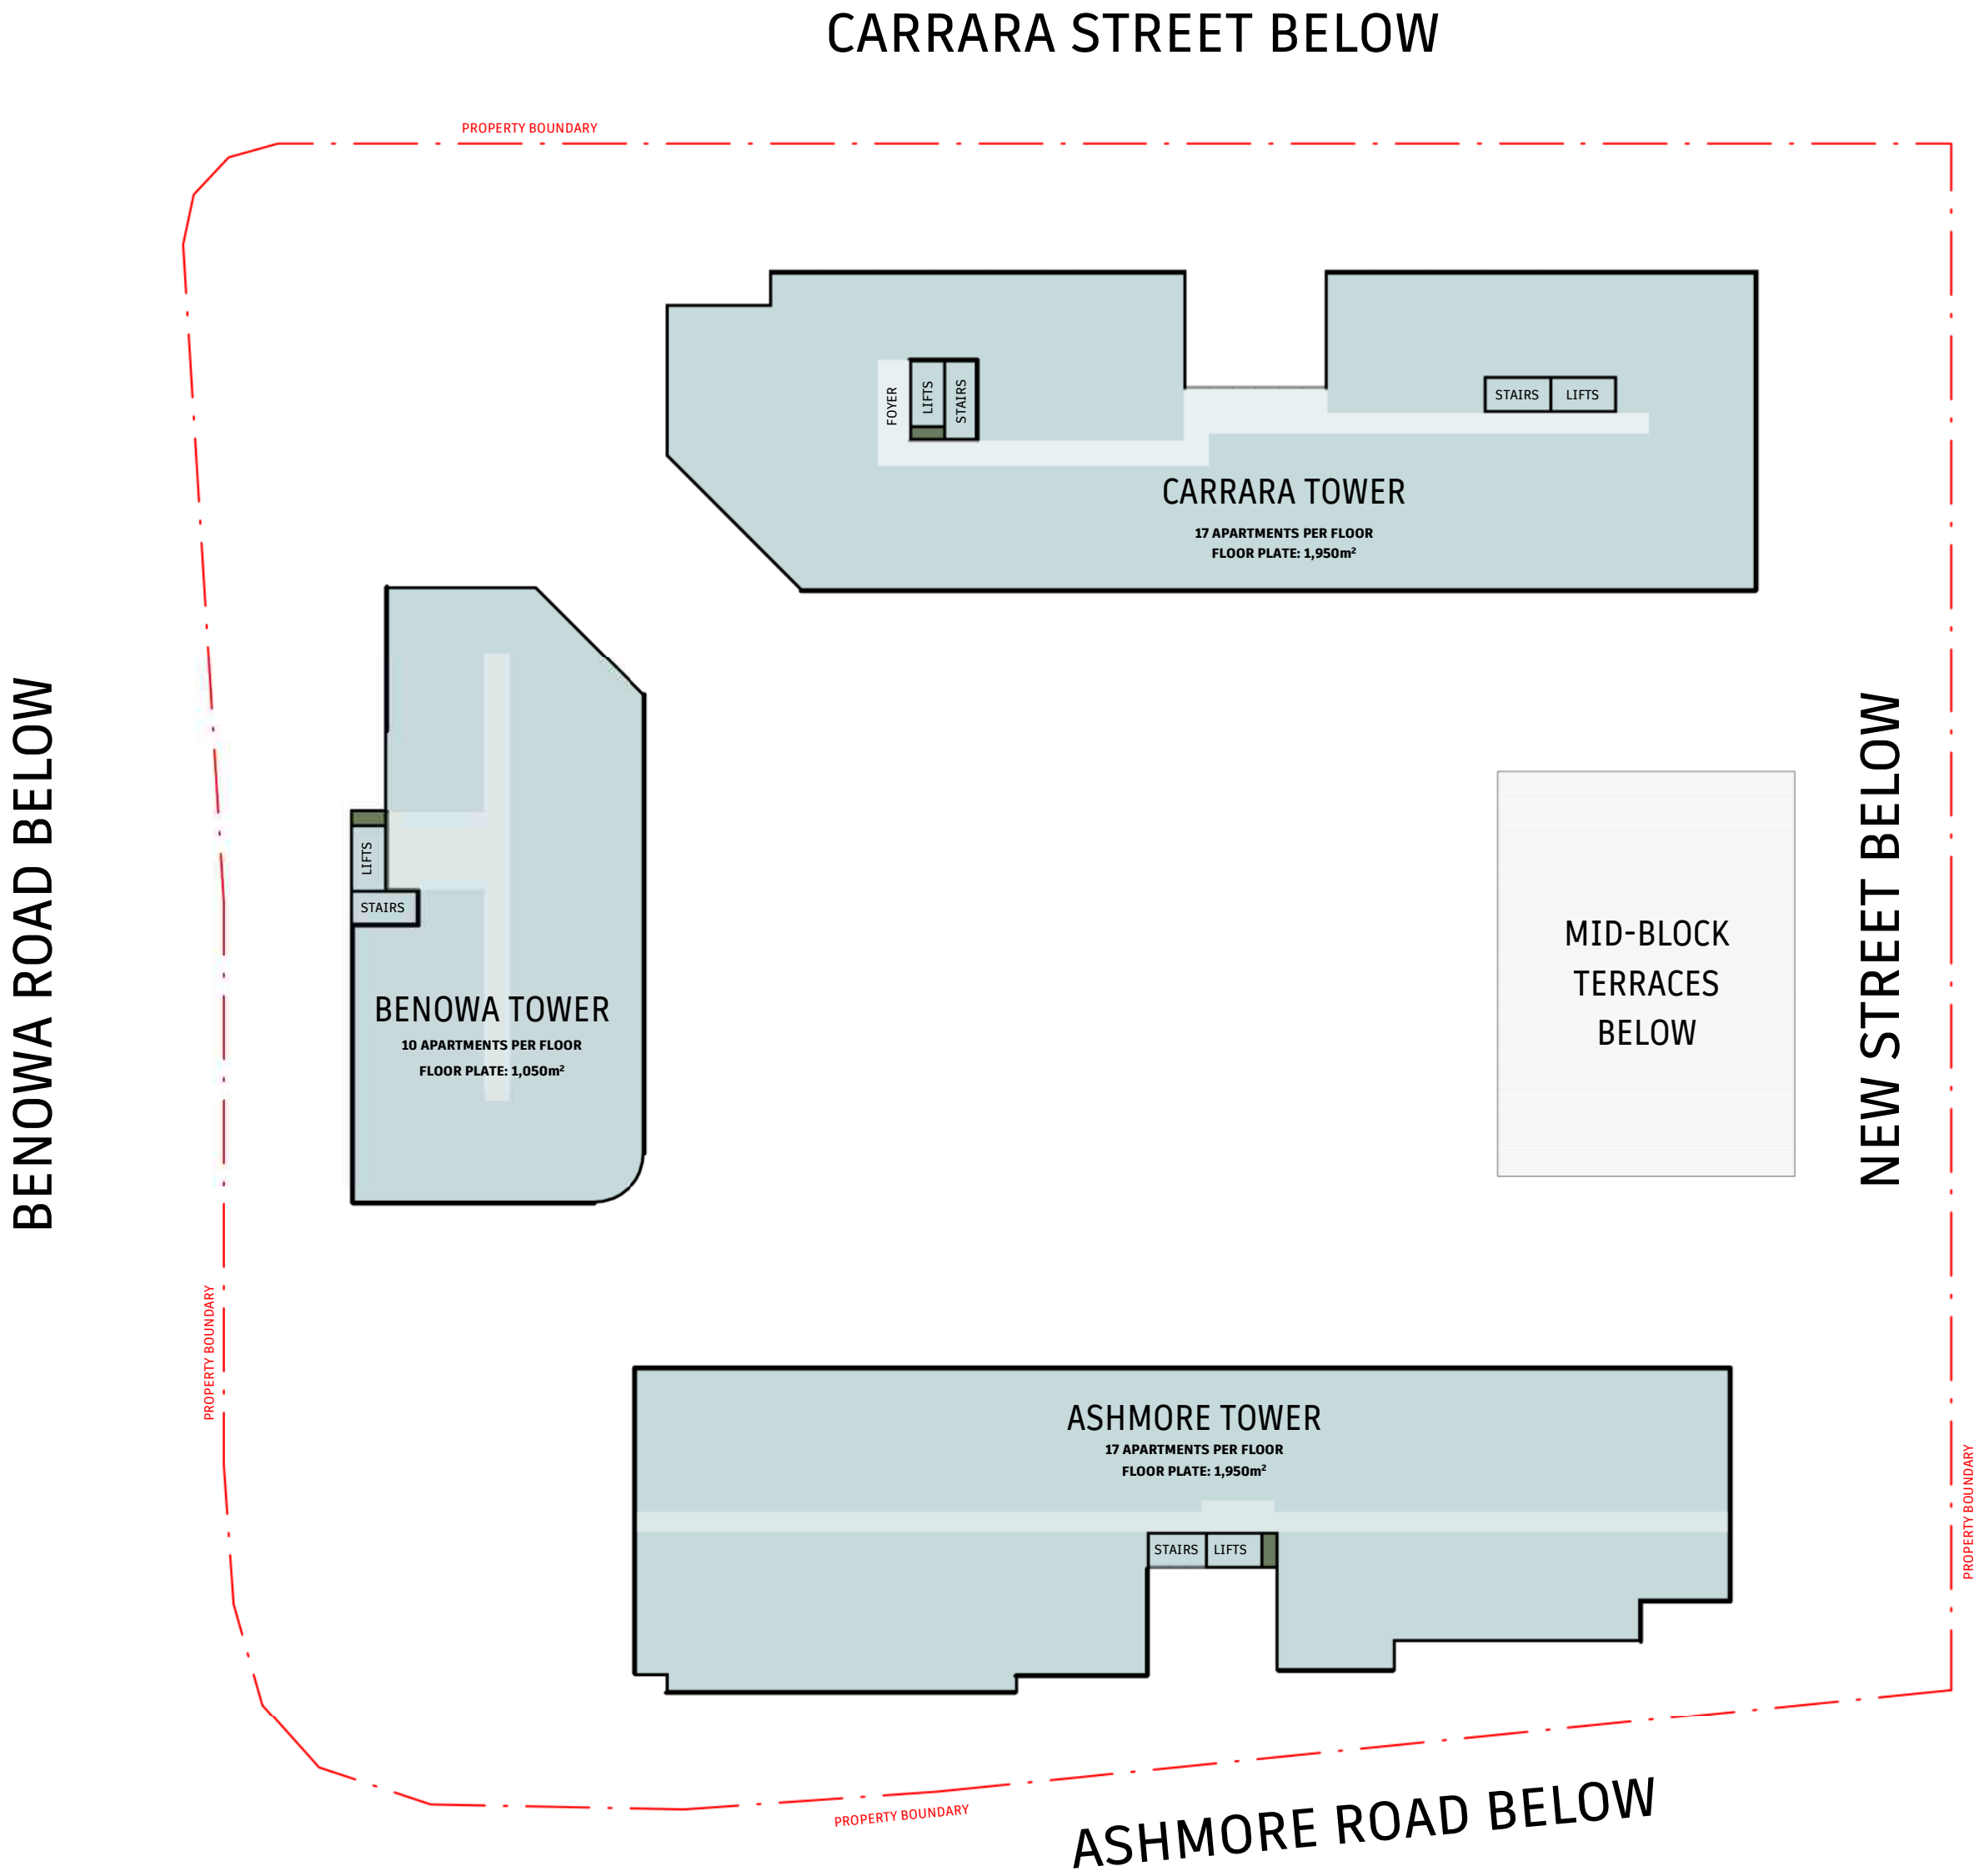 CARRARA STREET BELOW
PROPERTY BOUNDARY
FOYER
LIFTS
STAIRS
STAIRS
LIFTS
CARRARA TOWER
17 APARTMENTS PER FLOOR
FLOOR PLATE: 1,950m²
BENOWA ROAD BELOW
LIFTS
STAIRS
BENOWA TOWER
10 APARTMENTS PER FLOOR
FLOOR PLATE: 1,050m²
MID-BLOCK
TERRACES
BELOW
NEW STREET BELOW
PROPERTY BOUNDARY
ASHMORE TOWER
17 APARTMENTS PER FLOOR
FLOOR PLATE: 1,950m²
STAIRS
LIFTS
PROPERTY BOUNDARY
PROPERTY BOUNDARY
ASHMORE ROAD BELOW